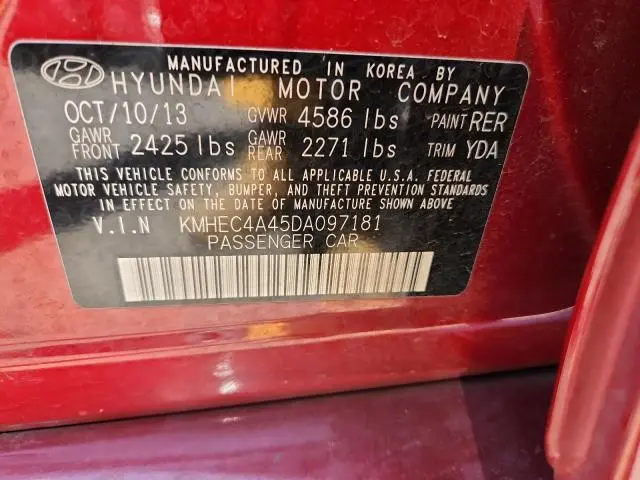 MANUFACTURED IN KOREA BY
HYUNDAI MOTOR COMPANY
OCT/10/13 GVWR 4586 lbs PAINT RER
GAWR FRONT 2425 lbs GAWR REAR 2271 lbs TRIM YDA
THIS VEHICLE CONFORMS TO ALL APPLICABLE U.S.A. FEDERAL
MOTOR VEHICLE SAFETY, BUMPER, AND THEFT PREVENTION STANDARDS
IN EFFECT ON THE DATE OF MANUFACTURE SHOWN ABOVE
V.I.N KMHEC4A45DA097181
PASSENGER CAR